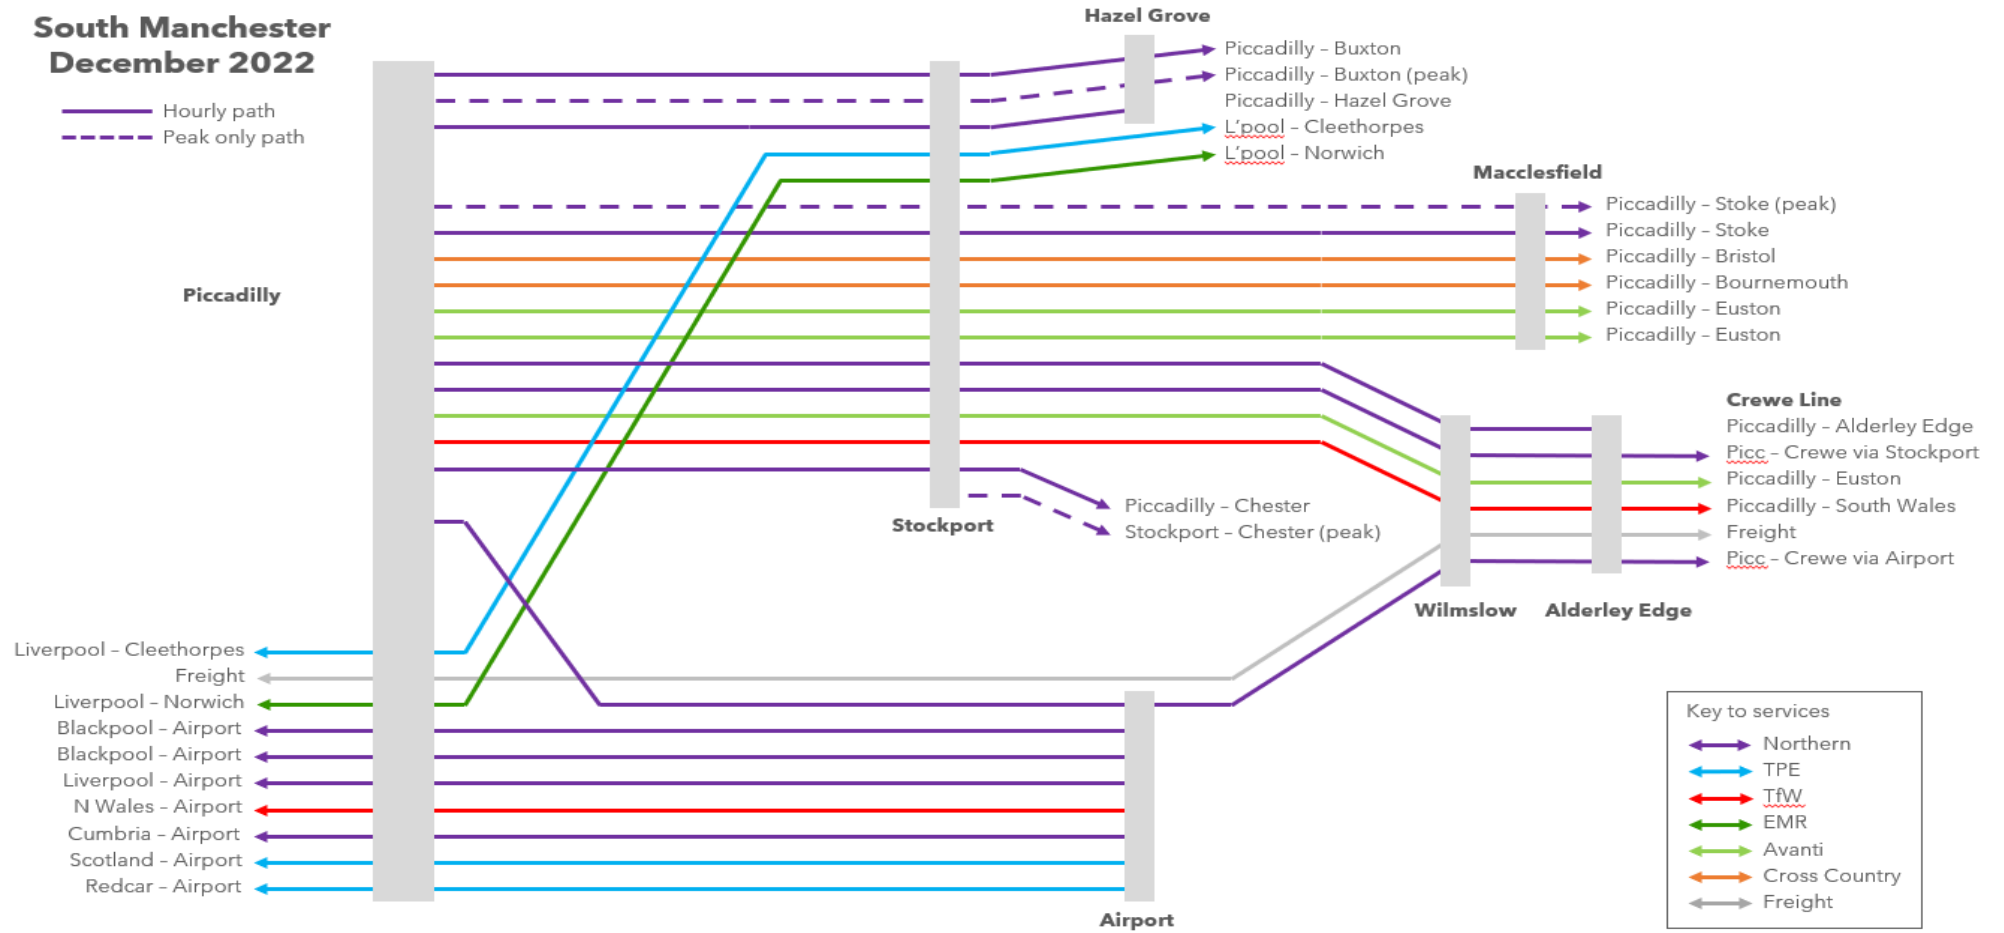 South Manchester
December 2022
Hourly path
Peak only path
Hazel Grove
Piccadilly – Buxton
Piccadilly – Buxton (peak)
Piccadilly – Hazel Grove
L'pool – Cleethorpes
L'pool – Norwich
Macclesfield
Piccadilly – Stoke (peak)
Piccadilly – Stoke
Piccadilly – Bristol
Piccadilly – Bournemouth
Piccadilly – Euston
Piccadilly – Euston
Piccadilly
Crewe Line
Piccadilly – Alderley Edge
Picc – Crewe via Stockport
Piccadilly – Euston
Piccadilly – South Wales
Freight
Picc – Crewe via Airport
Stockport
Piccadilly – Chester
Stockport – Chester (peak)
Wilmslow
Alderley Edge
Liverpool – Cleethorpes
Freight
Liverpool – Norwich
Blackpool – Airport
Blackpool – Airport
Liverpool – Airport
N Wales – Airport
Cumbria – Airport
Scotland – Airport
Redcar – Airport
Airport
Key to services
Northern
TPE
TfW
EMR
Avanti
Cross Country
Freight